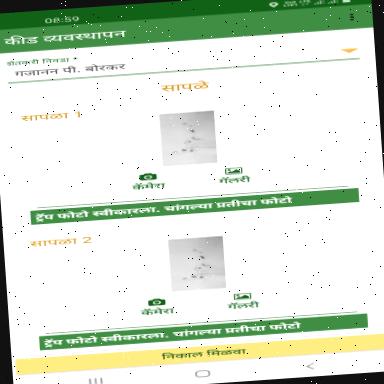 08:59
कीड व्यवस्थापन
शेतकरी निवडा *
गजानन पी. बोरकर
सापळे
सापळा 1
कॅमेरा
गॅलरी
ट्रॅप फोटो स्वीकारला. चांगल्या प्रतीचा फोटो
सापळा 2
कॅमेरा
गॅलरी
ट्रॅप फोटो स्वीकारला. चांगल्या प्रतीचा फोटो
निकाल मिळवा.